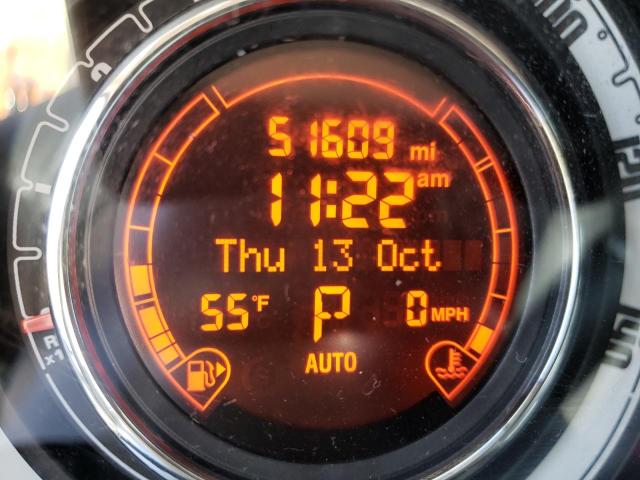 51609 mi
11:22 am
Thu 13 Oct
55°F P 0 MPH
AUTO